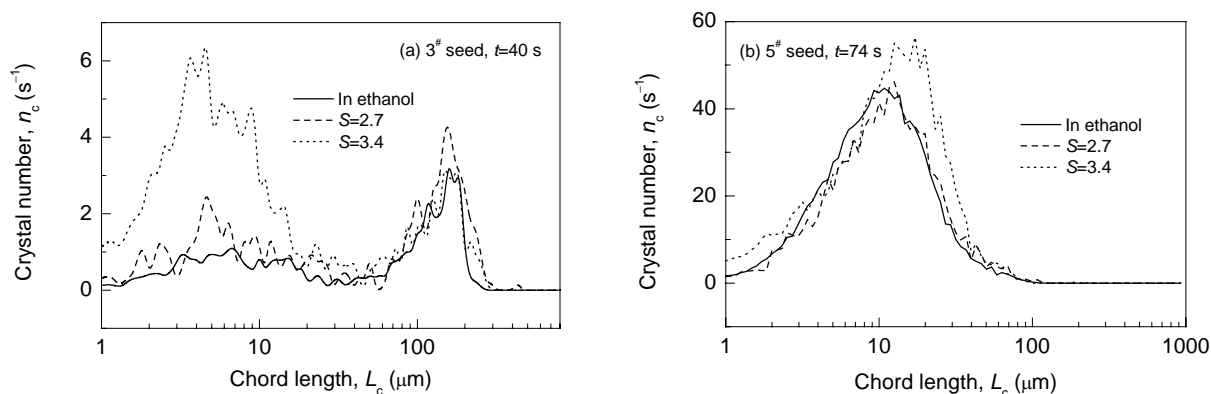 (a) 3# seed, t=40 s
In ethanol
S=2.7
S=3.4
Crystal number, nc (s−1)
6
4
2
0
1 10 100
Chord length, Lc (μm)
(b) 5# seed, t=74 s
In ethanol
S=2.7
S=3.4
Crystal number, nc (s−1)
60
40
20
0
1 10 100 1000
Chord length, Lc (μm)